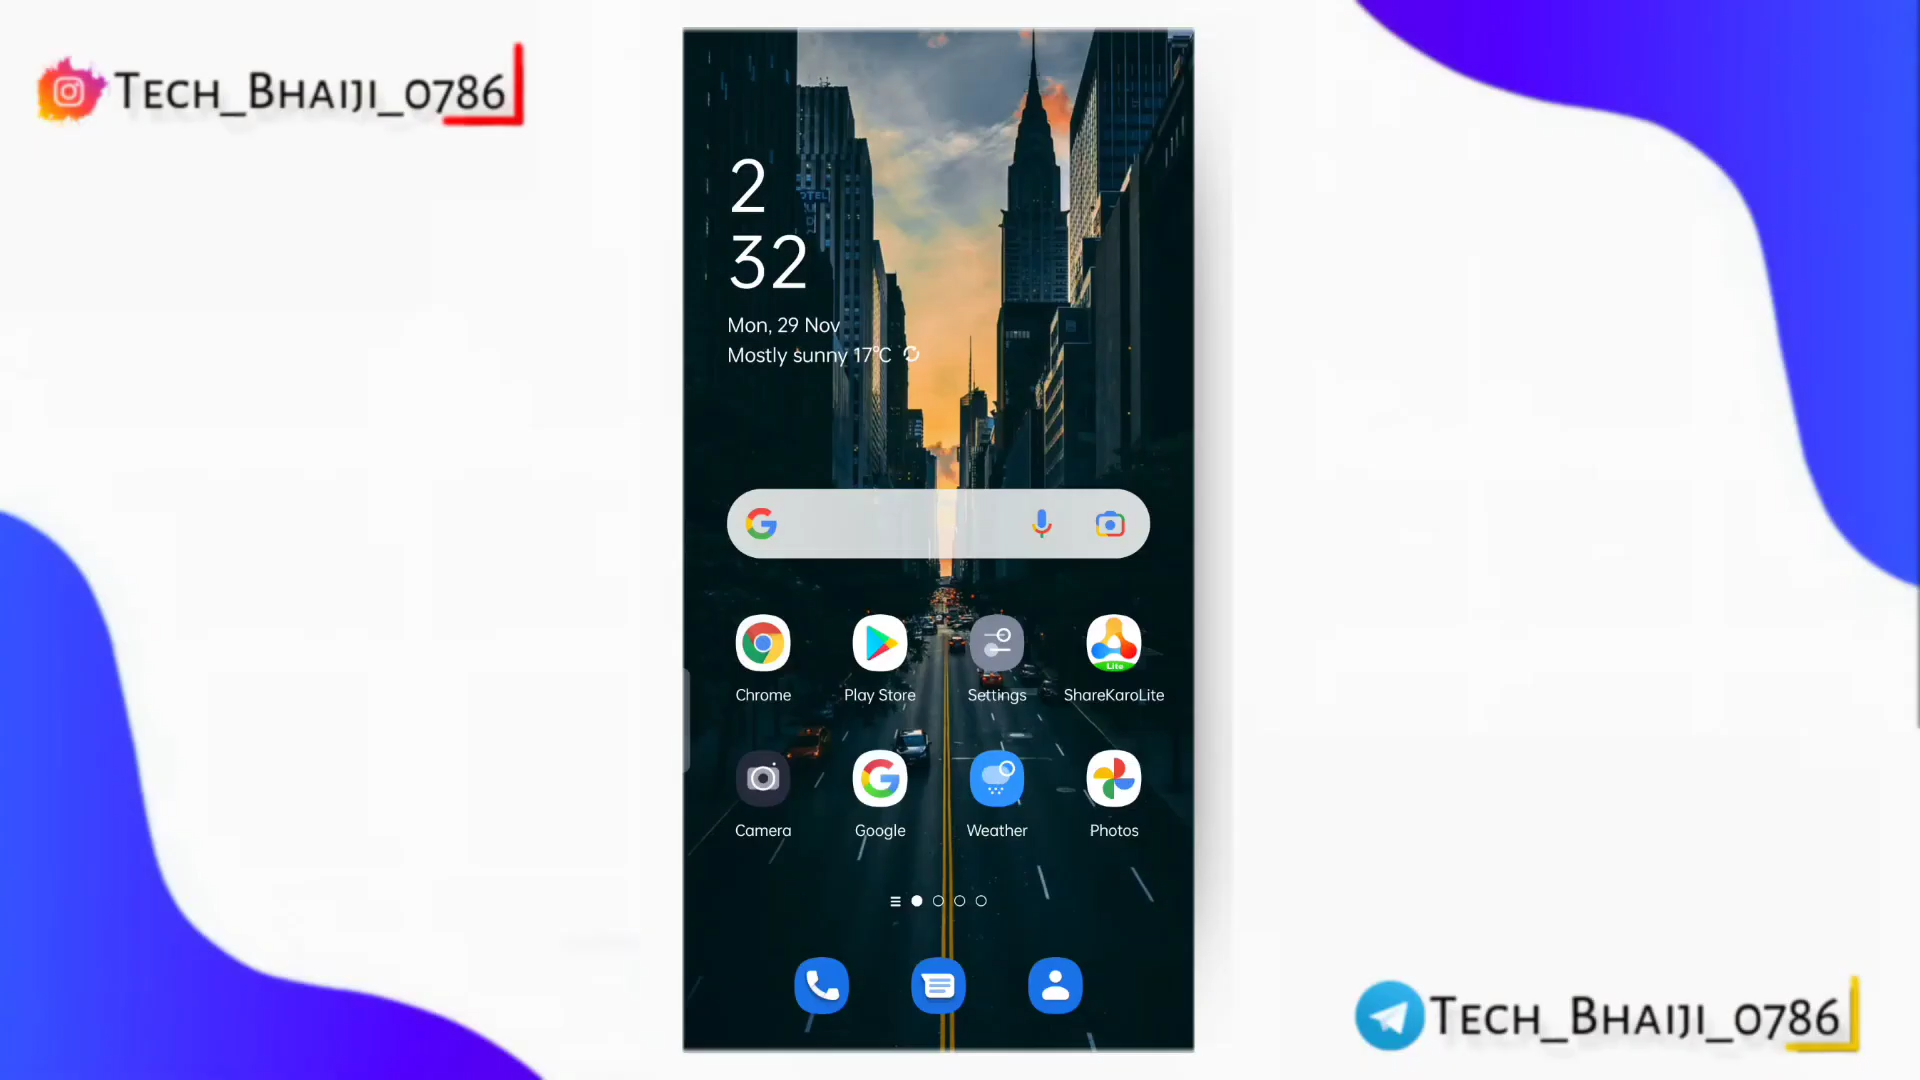 Tech_Bhaiji_0786
2
32
Mon, 29 Nov
Mostly sunny 17°C
Chrome
Play Store
Settings
ShareKaroLite
Lite
Camera
Google
Weather
Photos
Tech_Bhaiji_0786